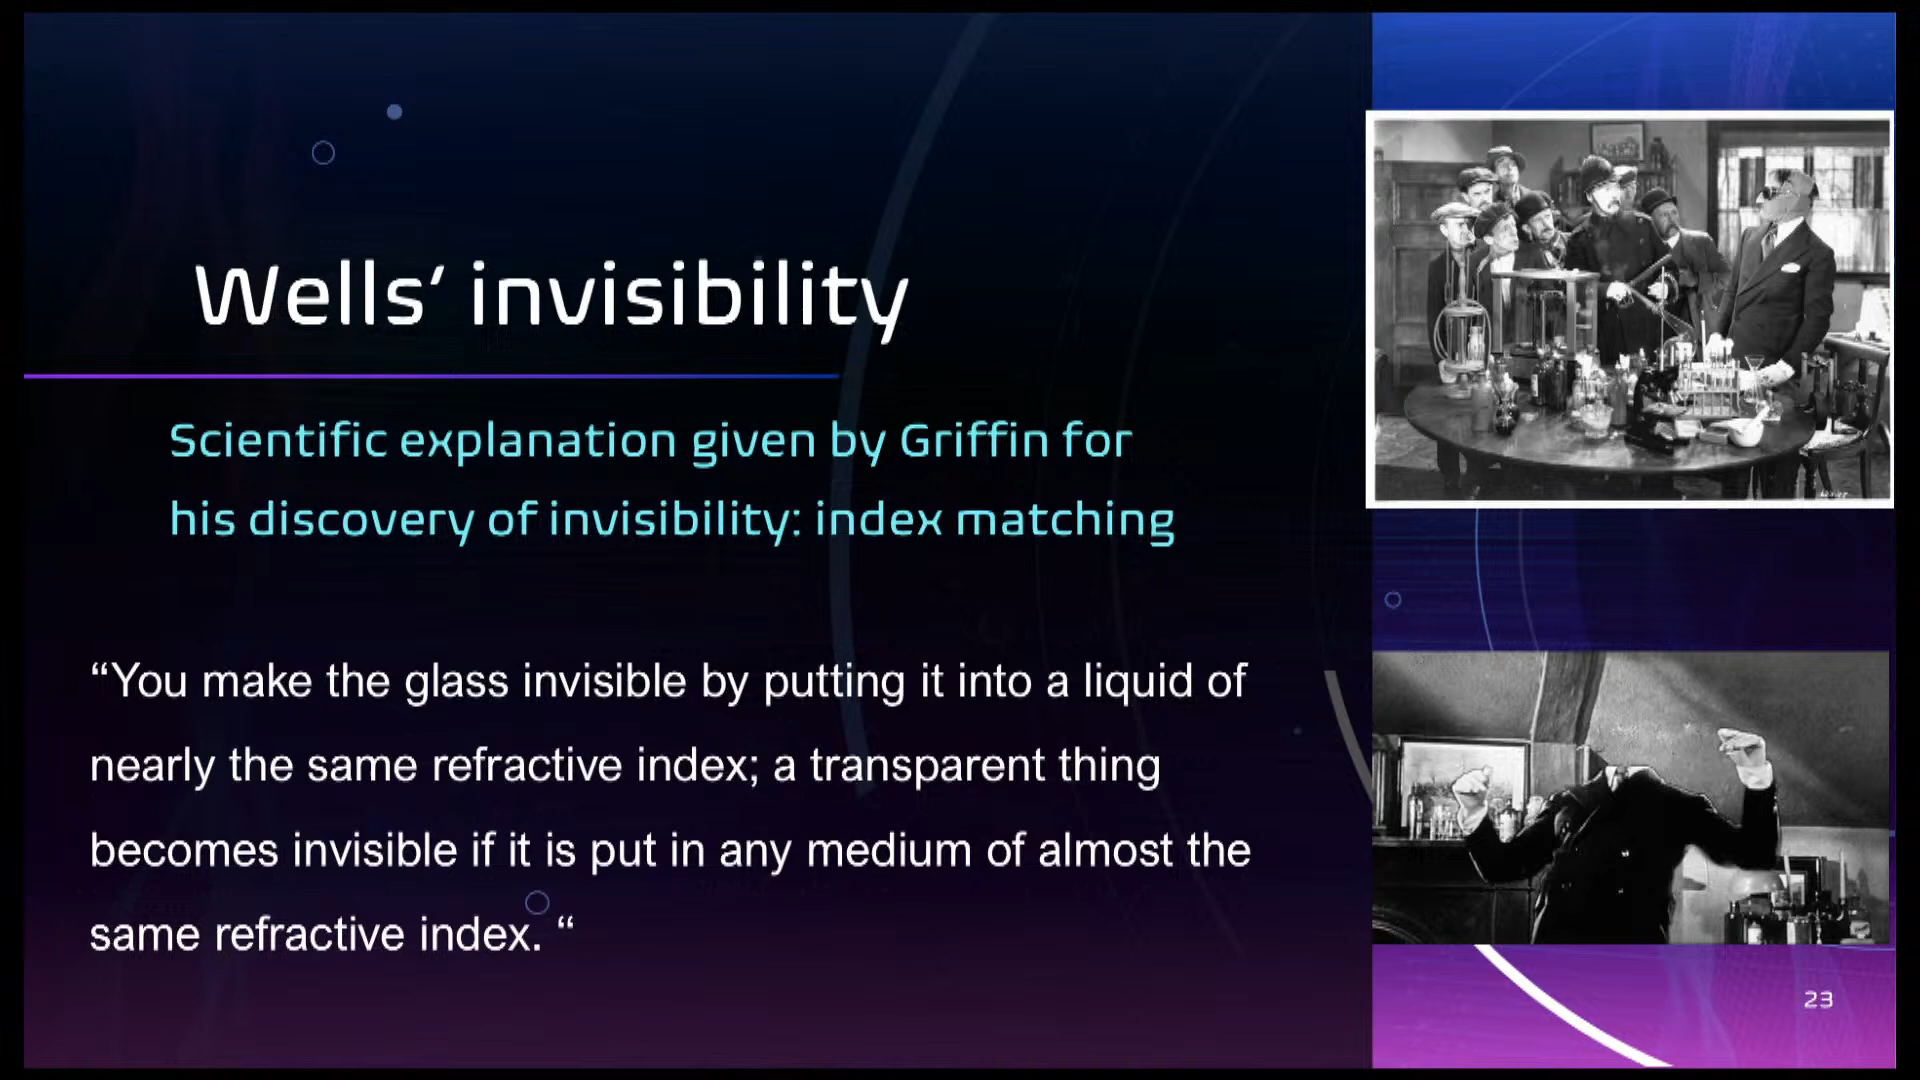 Wells’ invisibility
Scientific explanation given by Griffin for
his discovery of invisibility: index matching
“You make the glass invisible by putting it into a liquid of
nearly the same refractive index; a transparent thing
becomes invisible if it is put in any medium of almost the
same refractive index. “
23